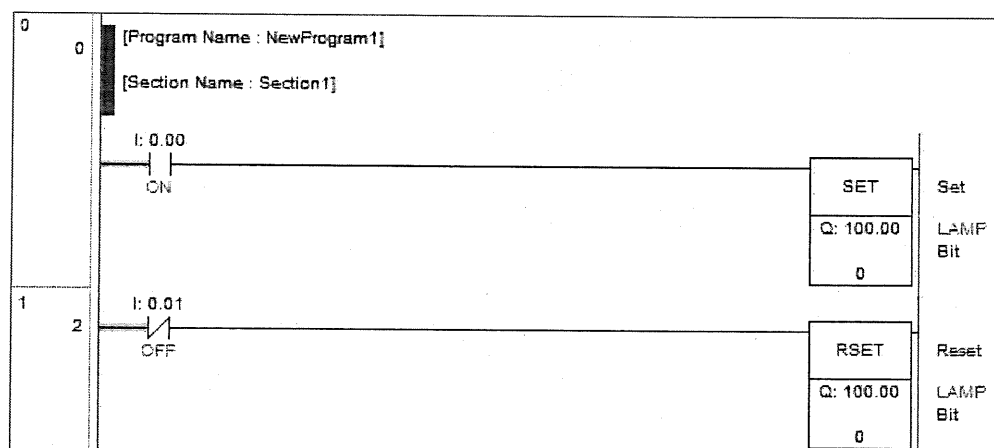 0
0
[Program Name : NewProgram1]
[Section Name : Section1]
I: 0.00
ON
SET
Set
Q: 100.00
LAMP
Bit
0
1
2
I: 0.01
OFF
RSET
Reset
Q: 100.00
LAMP
Bit
0